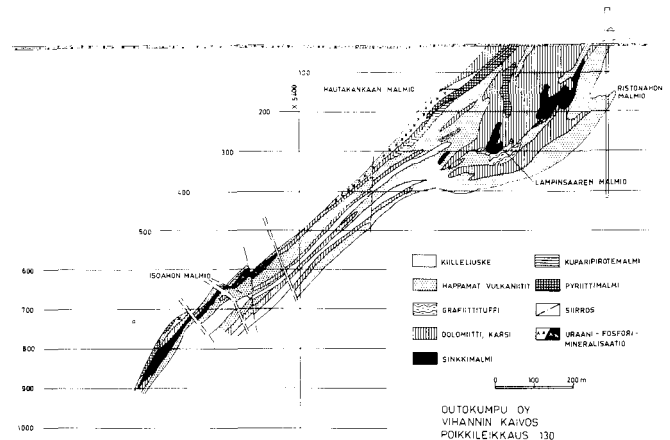 100
HAUTAKANKAAN MALMIO
X 5400
RISTONAHON
MALMIO
200
300
LAMPINSAAREN MALMIO
400
500
600
ISOAHON MALMIO
700
800
900
1000
KIILLELIUSKE
HAPPAMAT VULKANIITIT
GRAFIITTITUFFI
DOLOMIITTI, KARSI
SINKKIMALMI
KUPARIPIROTEMALMI
PYRIITTIMALMI
SIIRROS
URAANI - FOSFORI-
MINERALISAATIO
0 100 200 m
OUTOKUMPU OY
VIHANNIN KAIVOS
POIKKILEIKKAUS 130